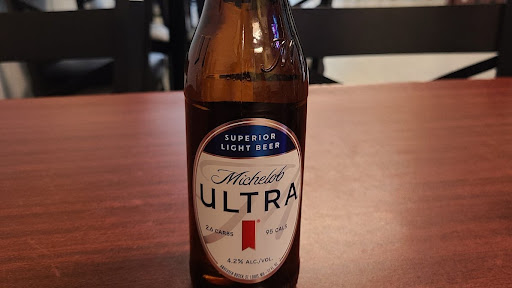 SUPERIOR
LIGHT BEER
Michelob
ULTRA
2.6 CARBS 95 CALS
4.2% ALC./VOL.